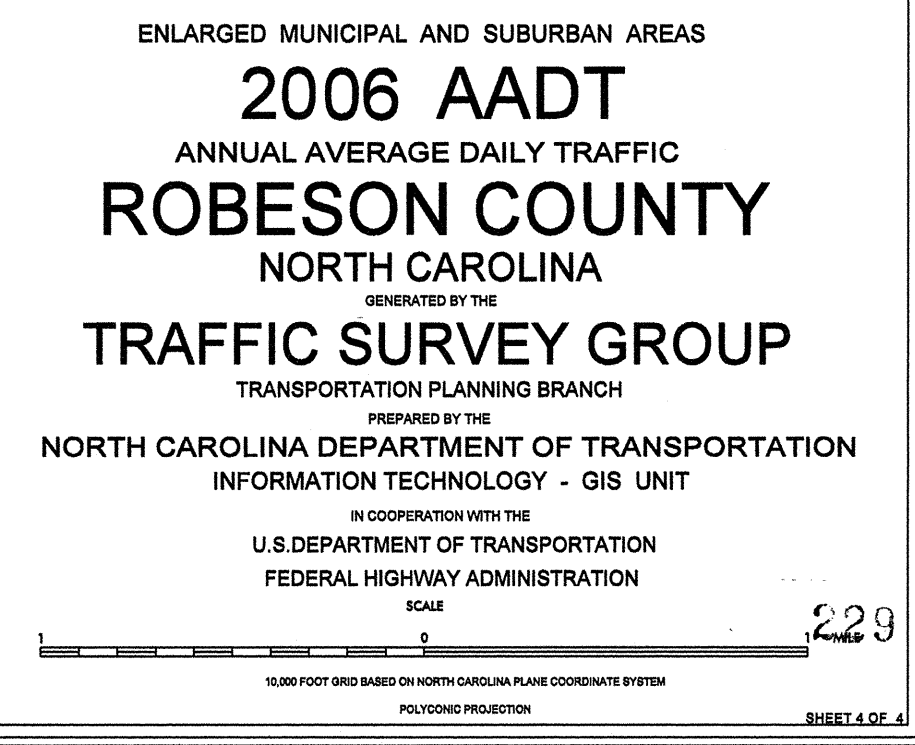 ENLARGED MUNICIPAL AND SUBURBAN AREAS
2006 AADT
ANNUAL AVERAGE DAILY TRAFFIC
ROBESON COUNTY
NORTH CAROLINA
GENERATED BY THE
TRAFFIC SURVEY GROUP
TRANSPORTATION PLANNING BRANCH
PREPARED BY THE
NORTH CAROLINA DEPARTMENT OF TRANSPORTATION
INFORMATION TECHNOLOGY - GIS UNIT
IN COOPERATION WITH THE
U.S.DEPARTMENT OF TRANSPORTATION
FEDERAL HIGHWAY ADMINISTRATION
SCALE
229
1 0 1 MILE
10,000 FOOT GRID BASED ON NORTH CAROLINA PLANE COORDINATE SYSTEM
POLYCONIC PROJECTION
SHEET 4 OF 4